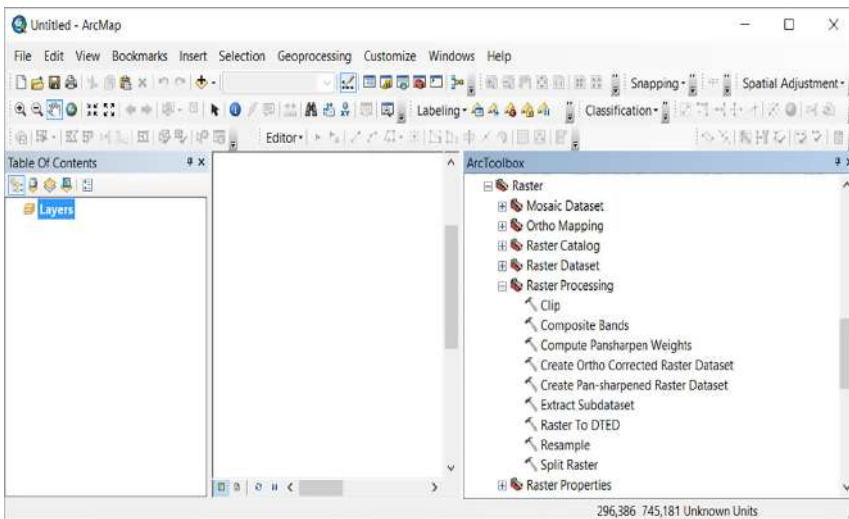 Untitled - ArcMap
File Edit View Bookmarks Insert Selection Geoprocessing Customize Windows Help
Snapping Spatial Adjustment
Labeling Classification
Editor
Table Of Contents
Layers
ArcToolbox
Raster
Mosaic Dataset
Ortho Mapping
Raster Catalog
Raster Dataset
Raster Processing
Clip
Composite Bands
Compute Pansharpen Weights
Create Ortho Corrected Raster Dataset
Create Pan-sharpened Raster Dataset
Extract Subdataset
Raster To DTED
Resample
Split Raster
Raster Properties
296,386 745,181 Unknown Units